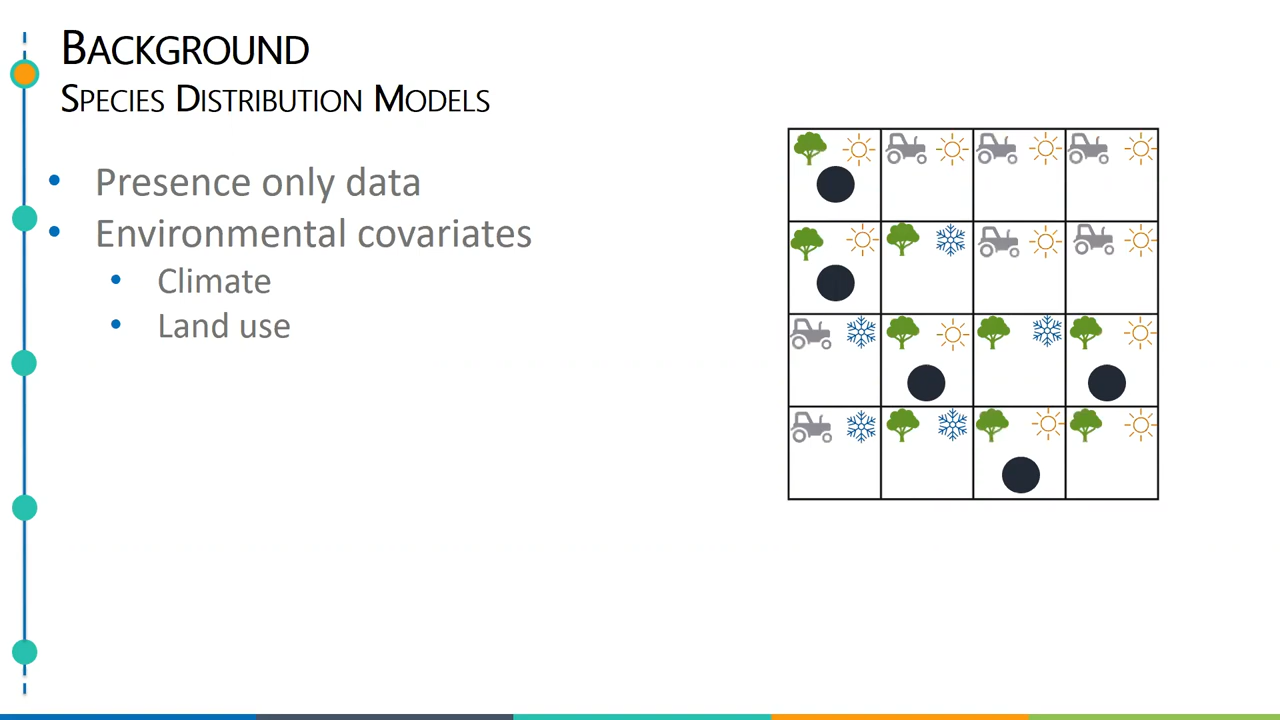 Background
Species Distribution Models
• Presence only data
• Environmental covariates
• Climate
• Land use